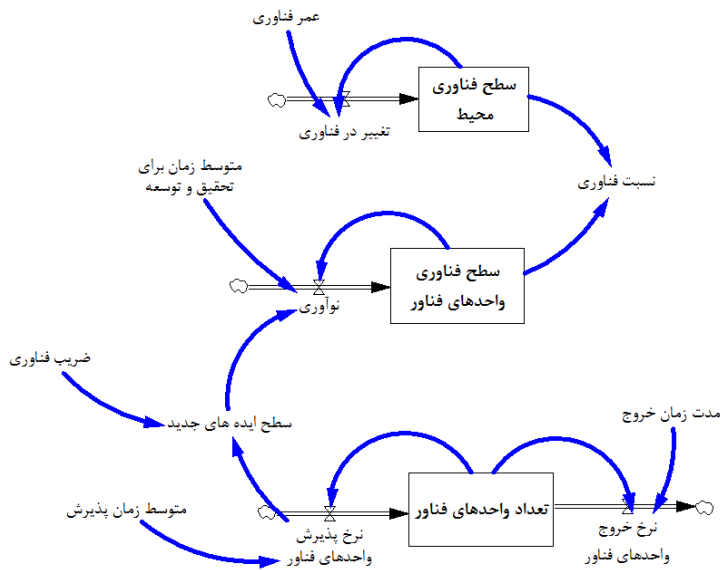 عمر فناوری
سطح فناوری
محیط
تغییر در فناوری
نسبت فناوری
متوسط زمان برای
تحقیق و توسعه
سطح فناوری
واحدهای فناور
نوآوری
ضریب فناوری
سطح ایده های جدید
مدت زمان خروج
تعداد واحدهای فناور
متوسط زمان پذیرش
نرخ پذیرش
واحدهای فناور
نرخ خروج
واحدهای فناور